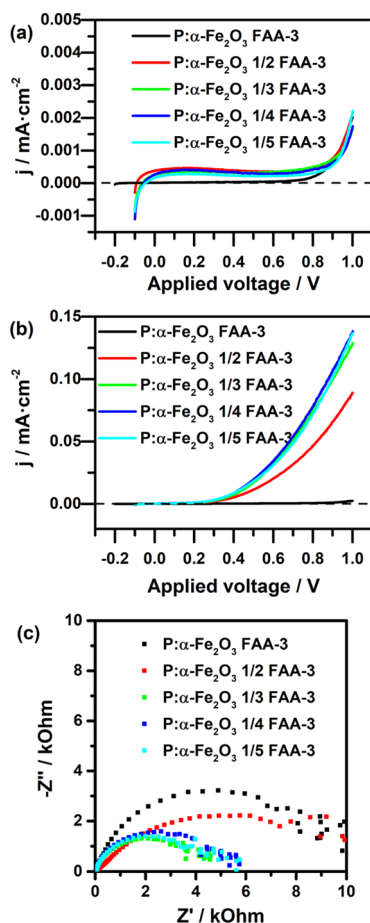 (a)
P:α-Fe2O3 FAA-3
P:α-Fe2O3 1/2 FAA-3
P:α-Fe2O3 1/3 FAA-3
P:α-Fe2O3 1/4 FAA-3
P:α-Fe2O3 1/5 FAA-3
j / mA·cm-2
0.005
0.004
0.003
0.002
0.001
0.000
-0.001
-0.2 0.0 0.2 0.4 0.6 0.8 1.0
Applied voltage / V
(b)
P:α-Fe2O3 FAA-3
P:α-Fe2O3 1/2 FAA-3
P:α-Fe2O3 1/3 FAA-3
P:α-Fe2O3 1/4 FAA-3
P:α-Fe2O3 1/5 FAA-3
j / mA·cm-2
0.15
0.10
0.05
0.00
-0.2 0.0 0.2 0.4 0.6 0.8 1.0
Applied voltage / V
(c)
P:α-Fe2O3 FAA-3
P:α-Fe2O3 1/2 FAA-3
P:α-Fe2O3 1/3 FAA-3
P:α-Fe2O3 1/4 FAA-3
P:α-Fe2O3 1/5 FAA-3
-Z'' / kOhm
10
8
6
4
2
0
0 2 4 6 8 10
Z' / kOhm